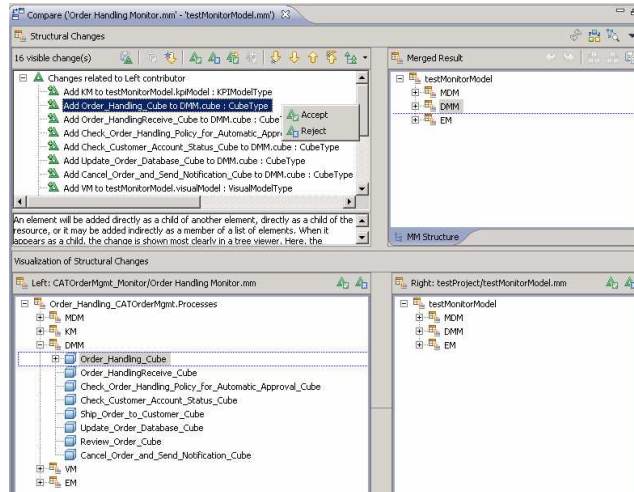 Compare ('Order Handling Monitor.mm' - 'testMonitorModel.mm')
Structural Changes
16 visible change(s)
Changes related to Left contributor
Add KM to testMonitorModel.kpiModel : KPIModelType
Add Order_Handling_Cube to DMM.cube : CubeType
Add Order_HandlingReceive_Cube to DMM.cube : CubeT
Add Check_Order_Handling_Policy_for_Automatic_Appro
Add Check_Customer_Account_Status_Cube to DMM.cube : CubeType
Add Update_Order_Database_Cube to DMM.cube : CubeType
Add Cancel_Order_and_Send_Notification_Cube to DMM.cube : CubeType
Add VM to testMonitorModel.visualModel : VisualModelType
Accept
Reject
An element will be added directly as a child of another element, directly as a child of the
resource, or it may be added indirectly as a member of a list of elements. When it
appears as a child, the change is shown most clearly in a tree viewer. Here, the
Merged Result
testMonitorModel
MDM
DMM
EM
MM Structure
Visualization of Structural Changes
Left: CATOrderMgmt_Monitor/Order Handling Monitor.mm
Order_Handling_CATOrderMgmt.Processes
MDM
KM
DMM
Order_Handling_Cube
Order_HandlingReceive_Cube
Check_Order_Handling_Policy_for_Automatic_Approval_Cube
Check_Customer_Account_Status_Cube
Ship_Order_to_Customer_Cube
Update_Order_Database_Cube
Review_Order_Cube
Cancel_Order_and_Send_Notification_Cube
VM
EM
Right: testProject/testMonitorModel.mm
testMonitorModel
MDM
DMM
EM